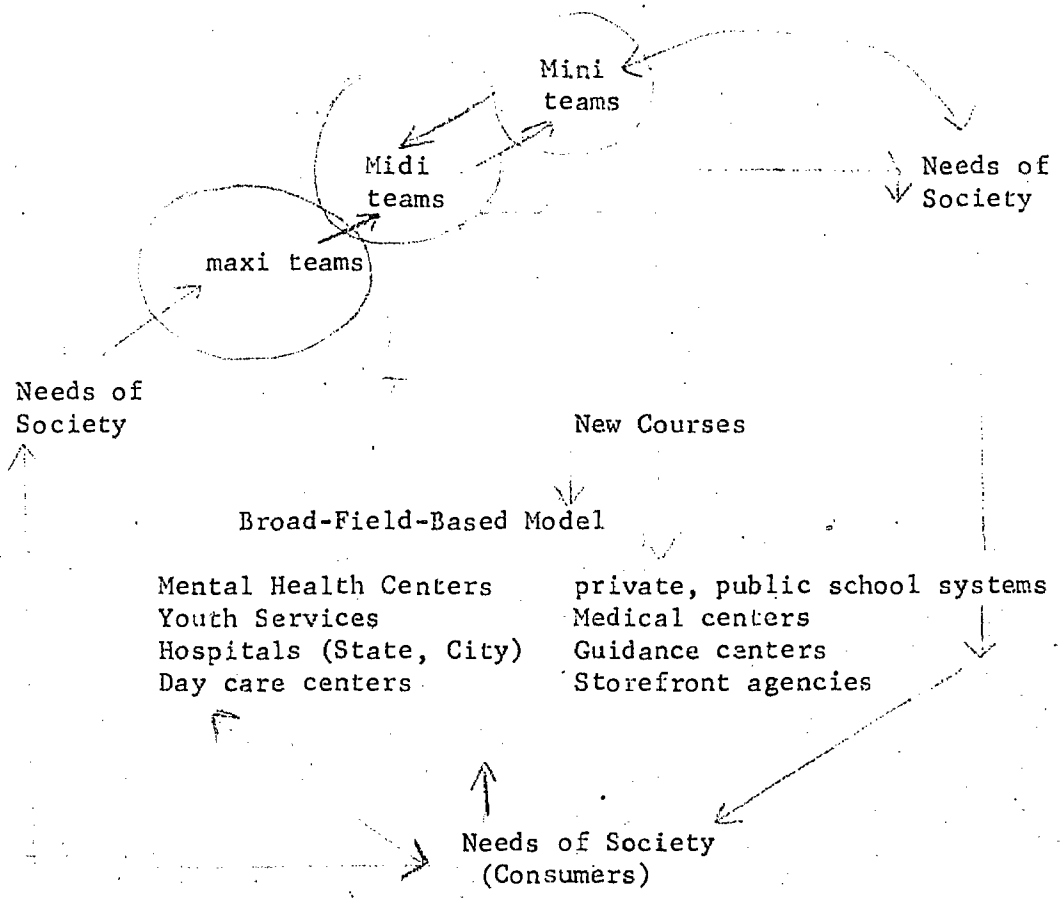 Mini
teams
Midi
teams
Needs of
Society
maxi teams
Needs of
Society
New Courses
Broad-Field-Based Model
Mental Health Centers
Youth Services
Hospitals (State, City)
Day care centers
private, public school systems
Medical centers
Guidance centers
Storefront agencies
Needs of Society
(Consumers)